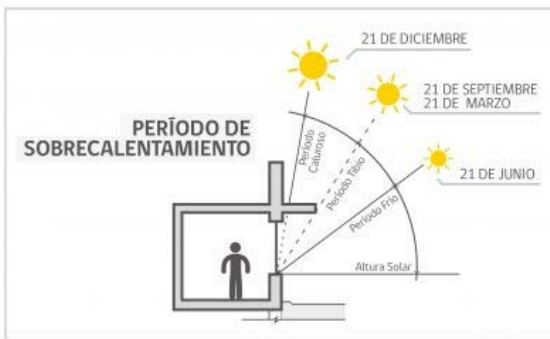 21 DE DICIEMBRE
21 DE SEPTIEMBRE
21 DE MARZO
PERÍODO DE
SOBRECALENTAMIENTO
Período
Caluroso
Período Tibio
Período Frío
21 DE JUNIO
Altura Solar